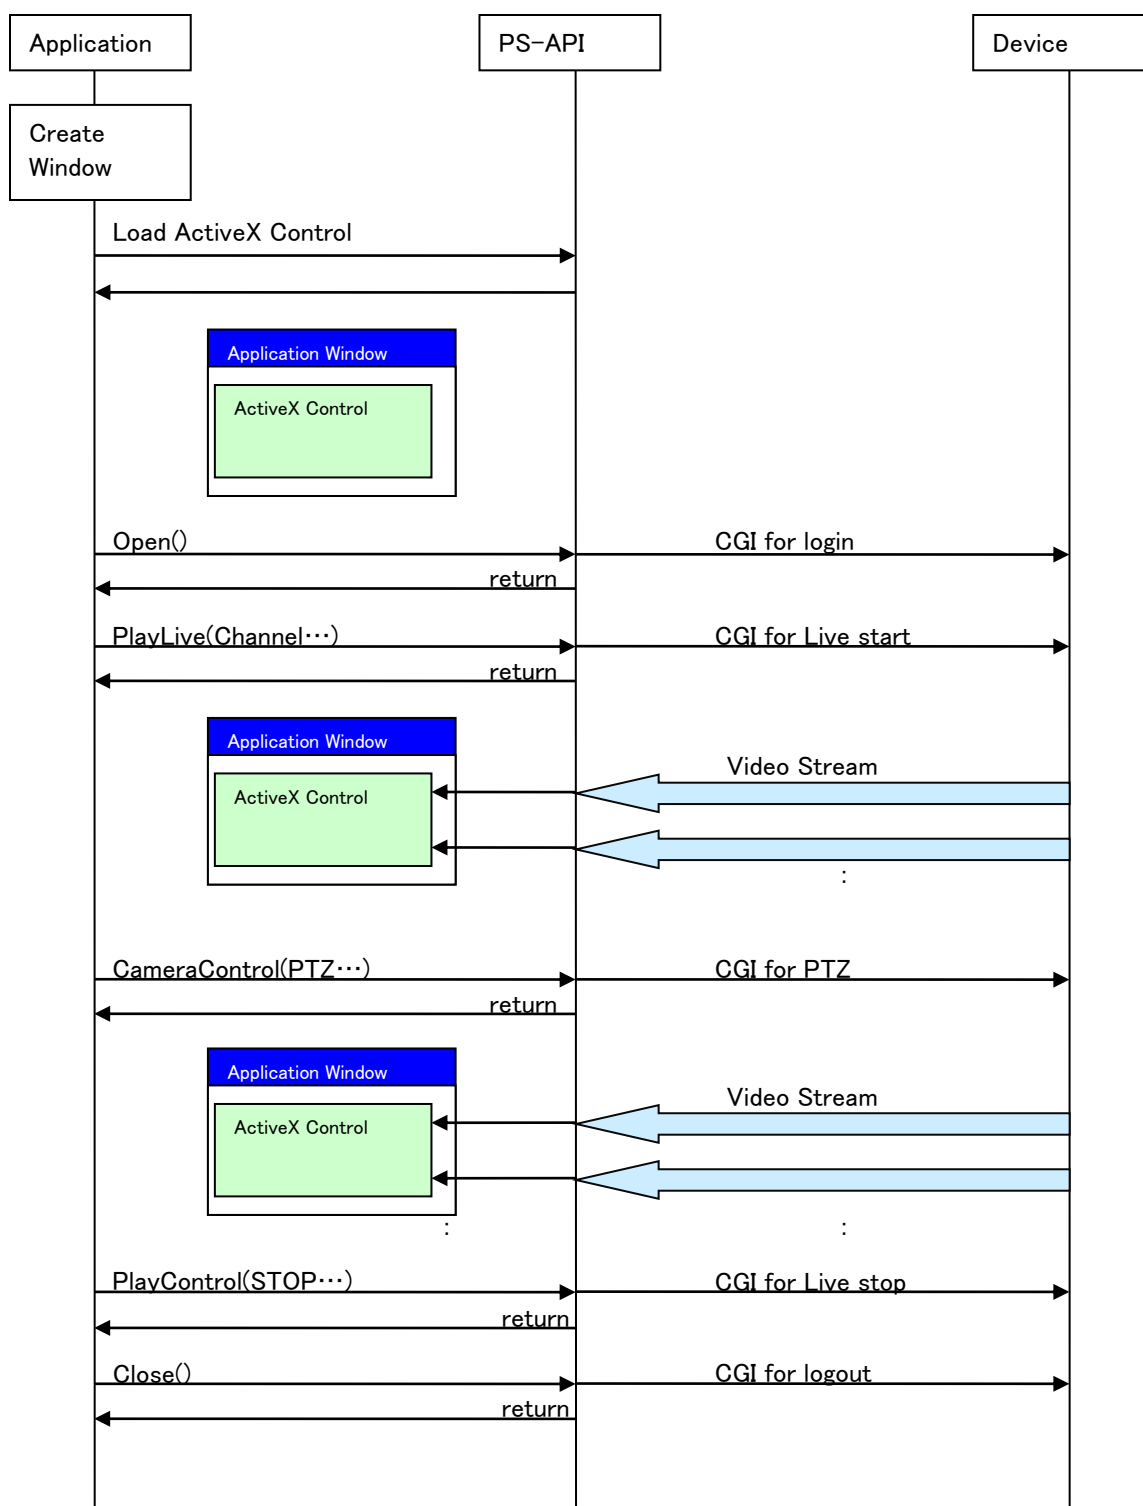 Application
PS-API
Device
Create
Window
Load ActiveX Control
Application Window
ActiveX Control
Open()
CGI for login
return
PlayLive(Channel…)
CGI for Live start
return
Application Window
Video Stream
ActiveX Control
:
CameraControl(PTZ…)
CGI for PTZ
return
Application Window
Video Stream
ActiveX Control
:
:
PlayControl(STOP…)
CGI for Live stop
return
Close()
CGI for logout
return